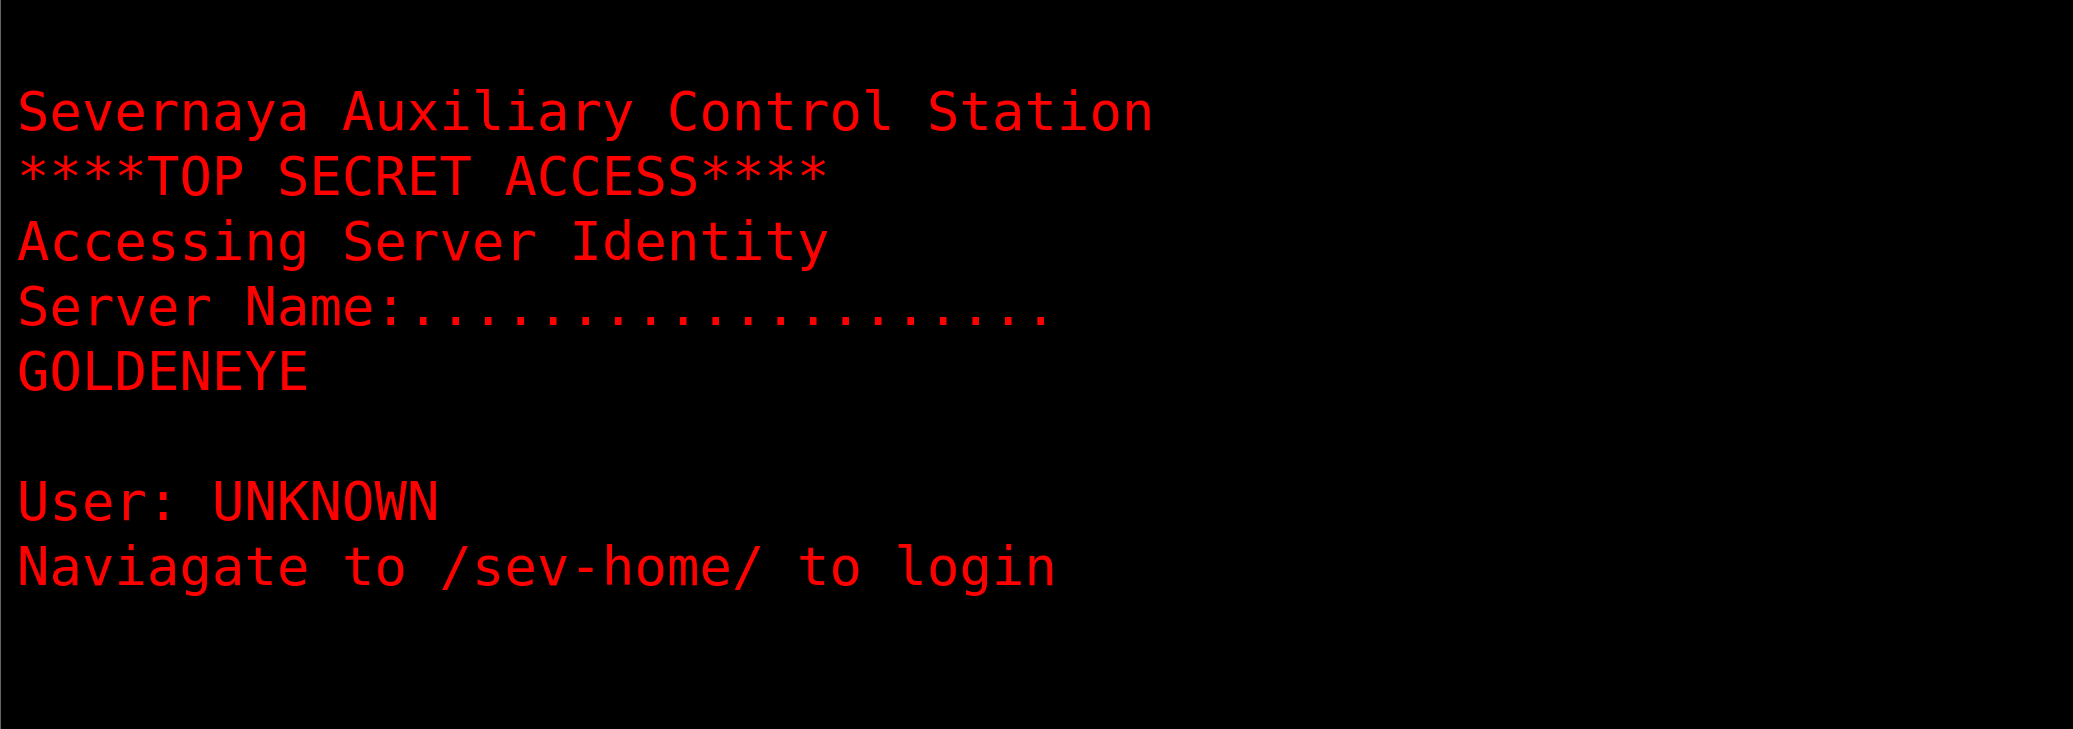 Severnaya Auxiliary Control Station
****TOP SECRET ACCESS****
Accessing Server Identity
Server Name:....................
GOLDENEYE
User: UNKNOWN
Naviagate to /sev-home/ to login